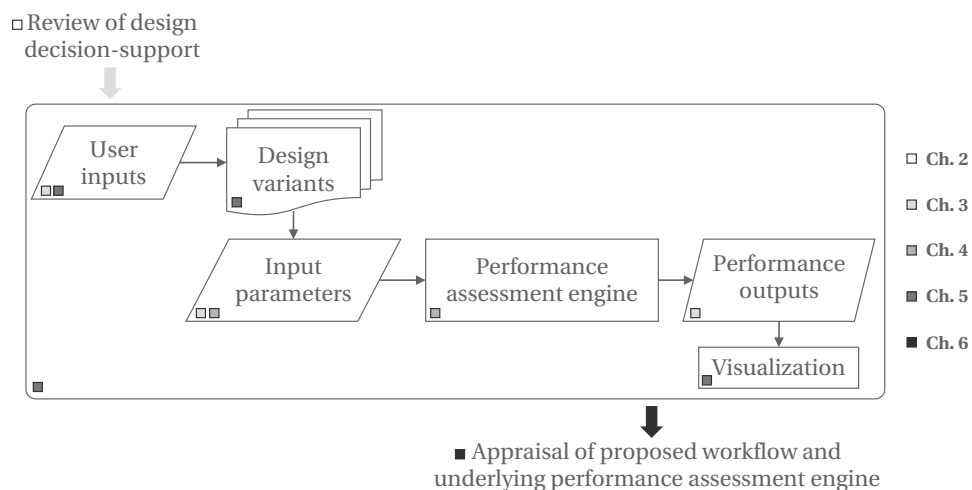 Review of design
decision-support
User
inputs
Design
variants
Input
parameters
Performance
assessment engine
Performance
outputs
Visualization
Ch. 2
Ch. 3
Ch. 4
Ch. 5
Ch. 6
Appraisal of proposed workflow and
underlying performance assessment engine